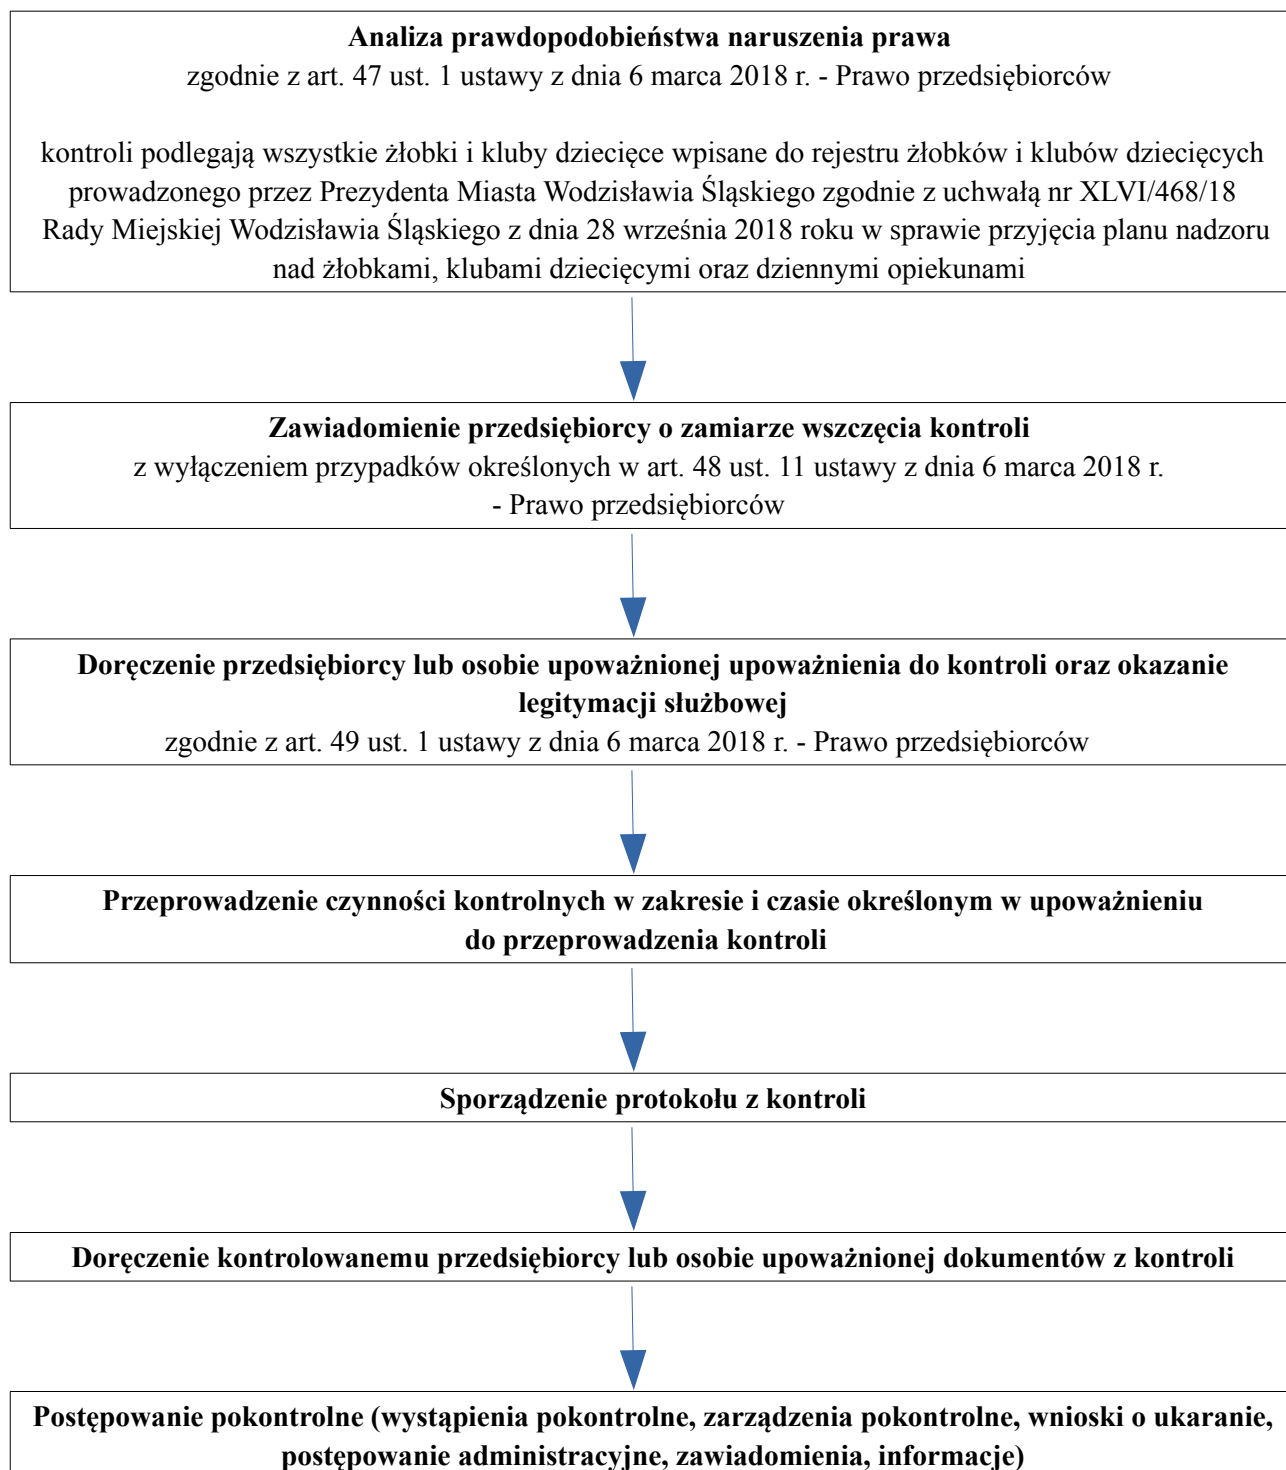 Analiza prawdopodobieństwa naruszenia prawa
zgodnie z art. 47 ust. 1 ustawy z dnia 6 marca 2018 r. - Prawo przedsiębiorców
kontroli podlegają wszystkie żłobki i kluby dziecięce wpisane do rejestru żłobków i klubów dziecięcych
prowadzonego przez Prezydenta Miasta Wodzisławia Śląskiego zgodnie z uchwałą nr XLVI/468/18
Rady Miejskiej Wodzisławia Śląskiego z dnia 28 września 2018 roku w sprawie przyjęcia planu nadzoru
nad żłobkami, klubami dziecięcymi oraz dziennymi opiekunami
Zawiadomienie przedsiębiorcy o zamiarze wszczęcia kontroli
z wyłączeniem przypadków określonych w art. 48 ust. 11 ustawy z dnia 6 marca 2018 r.
- Prawo przedsiębiorców
Doręczenie przedsiębiorcy lub osobie upoważnionej upoważnienia do kontroli oraz okazanie
legitymacji służbowej
zgodnie z art. 49 ust. 1 ustawy z dnia 6 marca 2018 r. - Prawo przedsiębiorców
Przeprowadzenie czynności kontrolnych w zakresie i czasie określonym w upoważnieniu
do przeprowadzenia kontroli
Sporządzenie protokołu z kontroli
Doręczenie kontrolowanemu przedsiębiorcy lub osobie upoważnionej dokumentów z kontroli
Postępowanie pokontrolne (wystąpienia pokontrolne, zarządzenia pokontrolne, wnioski o ukaranie,
postępowanie administracyjne, zawiadomienia, informacje)